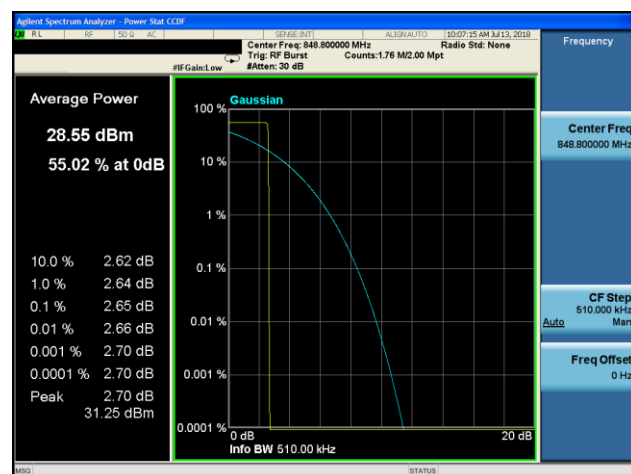 Agilent Spectrum Analyzer - Power Stat CCDF
LXI RL RF 50 Ω AC SENSE:INT ALIGN AUTO 10:07:15 AM Jul 13, 2018
Center Freq: 848.800000 MHz Radio Std: None
Trig: RF Burst Counts:1.76 M/2.00 Mpt
#IFGain:Low #Atten: 30 dB
Frequency
Average Power
28.55 dBm
55.02 % at 0dB
10.0 % 2.62 dB
1.0 % 2.64 dB
0.1 % 2.65 dB
0.01 % 2.66 dB
0.001 % 2.70 dB
0.0001 % 2.70 dB
Peak 2.70 dB
31.25 dBm
Gaussian
100 %
10 %
1 %
0.1 %
0.01 %
0.001 %
0.0001 %
0 dB 20 dB
Info BW 510.00 kHz
Center Freq
848.800000 MHz
CF Step
510.000 kHz
Auto Man
Freq Offset
0 Hz
MSG STATUS